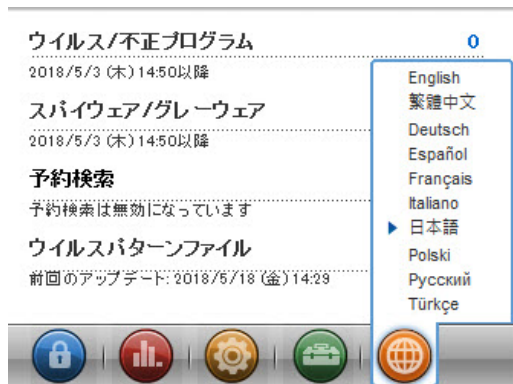 ウイルス/不正プログラム 0
2018/5/3 (木) 14:50以降
スパイウェア/グレーウェア
2018/5/3 (木) 14:50以降
予約検索
予約検索は無効になっています
ウイルスパターンファイル
前回のアップデート: 2018/5/18 (金) 14:29
English
繁體中文
Deutsch
Español
Français
Italiano
日本語
Polski
Русский
Türkçe